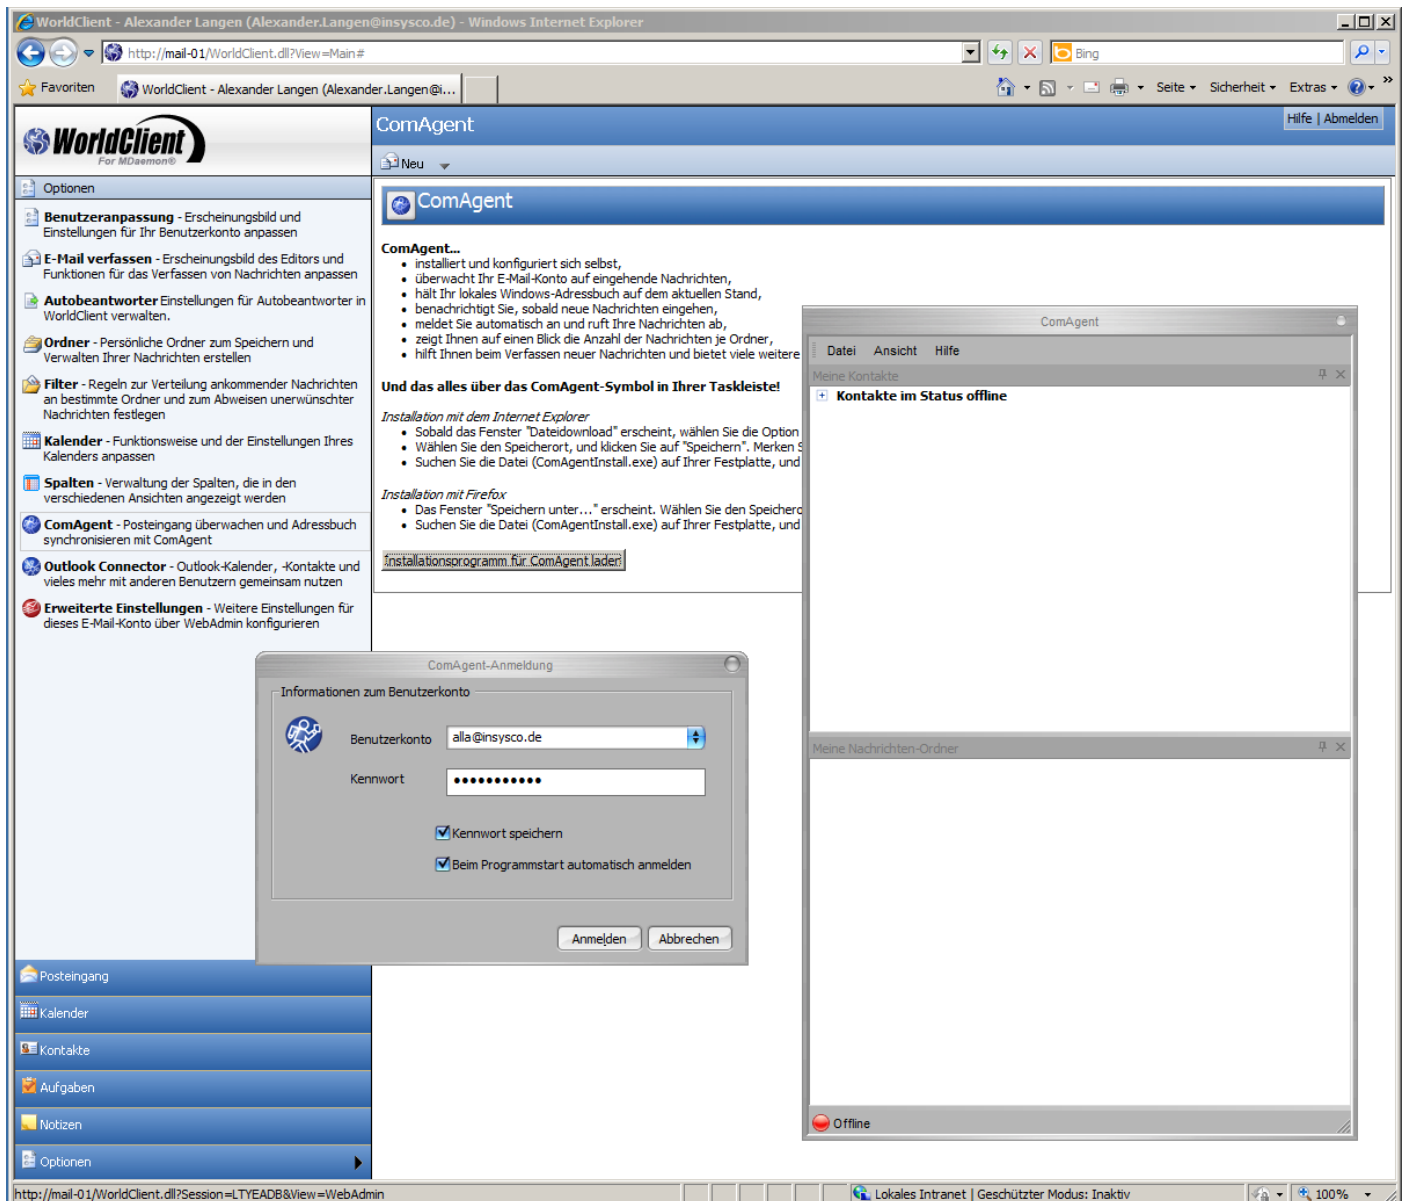 WorldClient - Alexander Langen (Alexander.Langen@insysco.de) - Windows Internet Explorer
http://mail-01/WorldClient.dll?View=Main#
Bing
Favoriten
WorldClient - Alexander Langen (Alexander.Langen@i...
Seite
Sicherheit
Extras
WorldClient
For MDaemon®
ComAgent
Hilfe | Abmelden
Neu
Optionen
Benutzeranpassung - Erscheinungsbild und
Einstellungen für Ihr Benutzerkonto anpassen
E-Mail verfassen - Erscheinungsbild des Editors und
Funktionen für das Verfassen von Nachrichten anpassen
Autobeantworter Einstellungen für Autobeantworter in
WorldClient verwalten.
Ordner - Persönliche Ordner zum Speichern und
Verwalten Ihrer Nachrichten erstellen
Filter - Regeln zur Verteilung ankommender Nachrichten
an bestimmte Ordner und zum Abweisen unerwünschter
Nachrichten festlegen
Kalender - Funktionsweise und der Einstellungen Ihres
Kalenders anpassen
Spalten - Verwaltung der Spalten, die in den
verschiedenen Ansichten angezeigt werden
ComAgent - Posteingang überwachen und Adressbuch
synchronisieren mit ComAgent
Outlook Connector - Outlook-Kalender, -Kontakte und
vieles mehr mit anderen Benutzern gemeinsam nutzen
Erweiterte Einstellungen - Weitere Einstellungen für
dieses E-Mail-Konto über WebAdmin konfigurieren
ComAgent
ComAgent...
• installiert und konfiguriert sich selbst,
• überwacht Ihr E-Mail-Konto auf eingehende Nachrichten,
• hält Ihr lokales Windows-Adressbuch auf dem aktuellen Stand,
• benachrichtigt Sie, sobald neue Nachrichten eingehen,
• meldet Sie automatisch an und ruft Ihre Nachrichten ab,
• zeigt Ihnen auf einen Blick die Anzahl der Nachrichten je Ordner,
• hilft Ihnen beim Verfassen neuer Nachrichten und bietet viele weitere
Und das alles über das ComAgent-Symbol in Ihrer Taskleiste!
Installation mit dem Internet Explorer
• Sobald das Fenster "Dateidownload" erscheint, wählen Sie die Option
• Wählen Sie den Speicherort, und klicken Sie auf "Speichern". Merken S
• Suchen Sie die Datei (ComAgentInstall.exe) auf Ihrer Festplatte, und
Installation mit Firefox
• Das Fenster "Speichern unter..." erscheint. Wählen Sie den Speicherc
• Suchen Sie die Datei (ComAgentInstall.exe) auf Ihrer Festplatte, und
Installationsprogramm für ComAgent laden
ComAgent
Datei Ansicht Hilfe
Meine Kontakte
Kontakte im Status offline
Meine Nachrichten-Ordner
Offline
ComAgent-Anmeldung
Informationen zum Benutzerkonto
Benutzerkonto
alla@insysco.de
Kennwort
•••••••••••
Kennwort speichern
Beim Programmstart automatisch anmelden
Anmelden
Abbrechen
Posteingang
Kalender
Kontakte
Aufgaben
Notizen
Optionen
http://mail-01/WorldClient.dll?Session=LTYEADB&View=WebAdmin
Lokales Intranet | Geschützter Modus: Inaktiv
100%